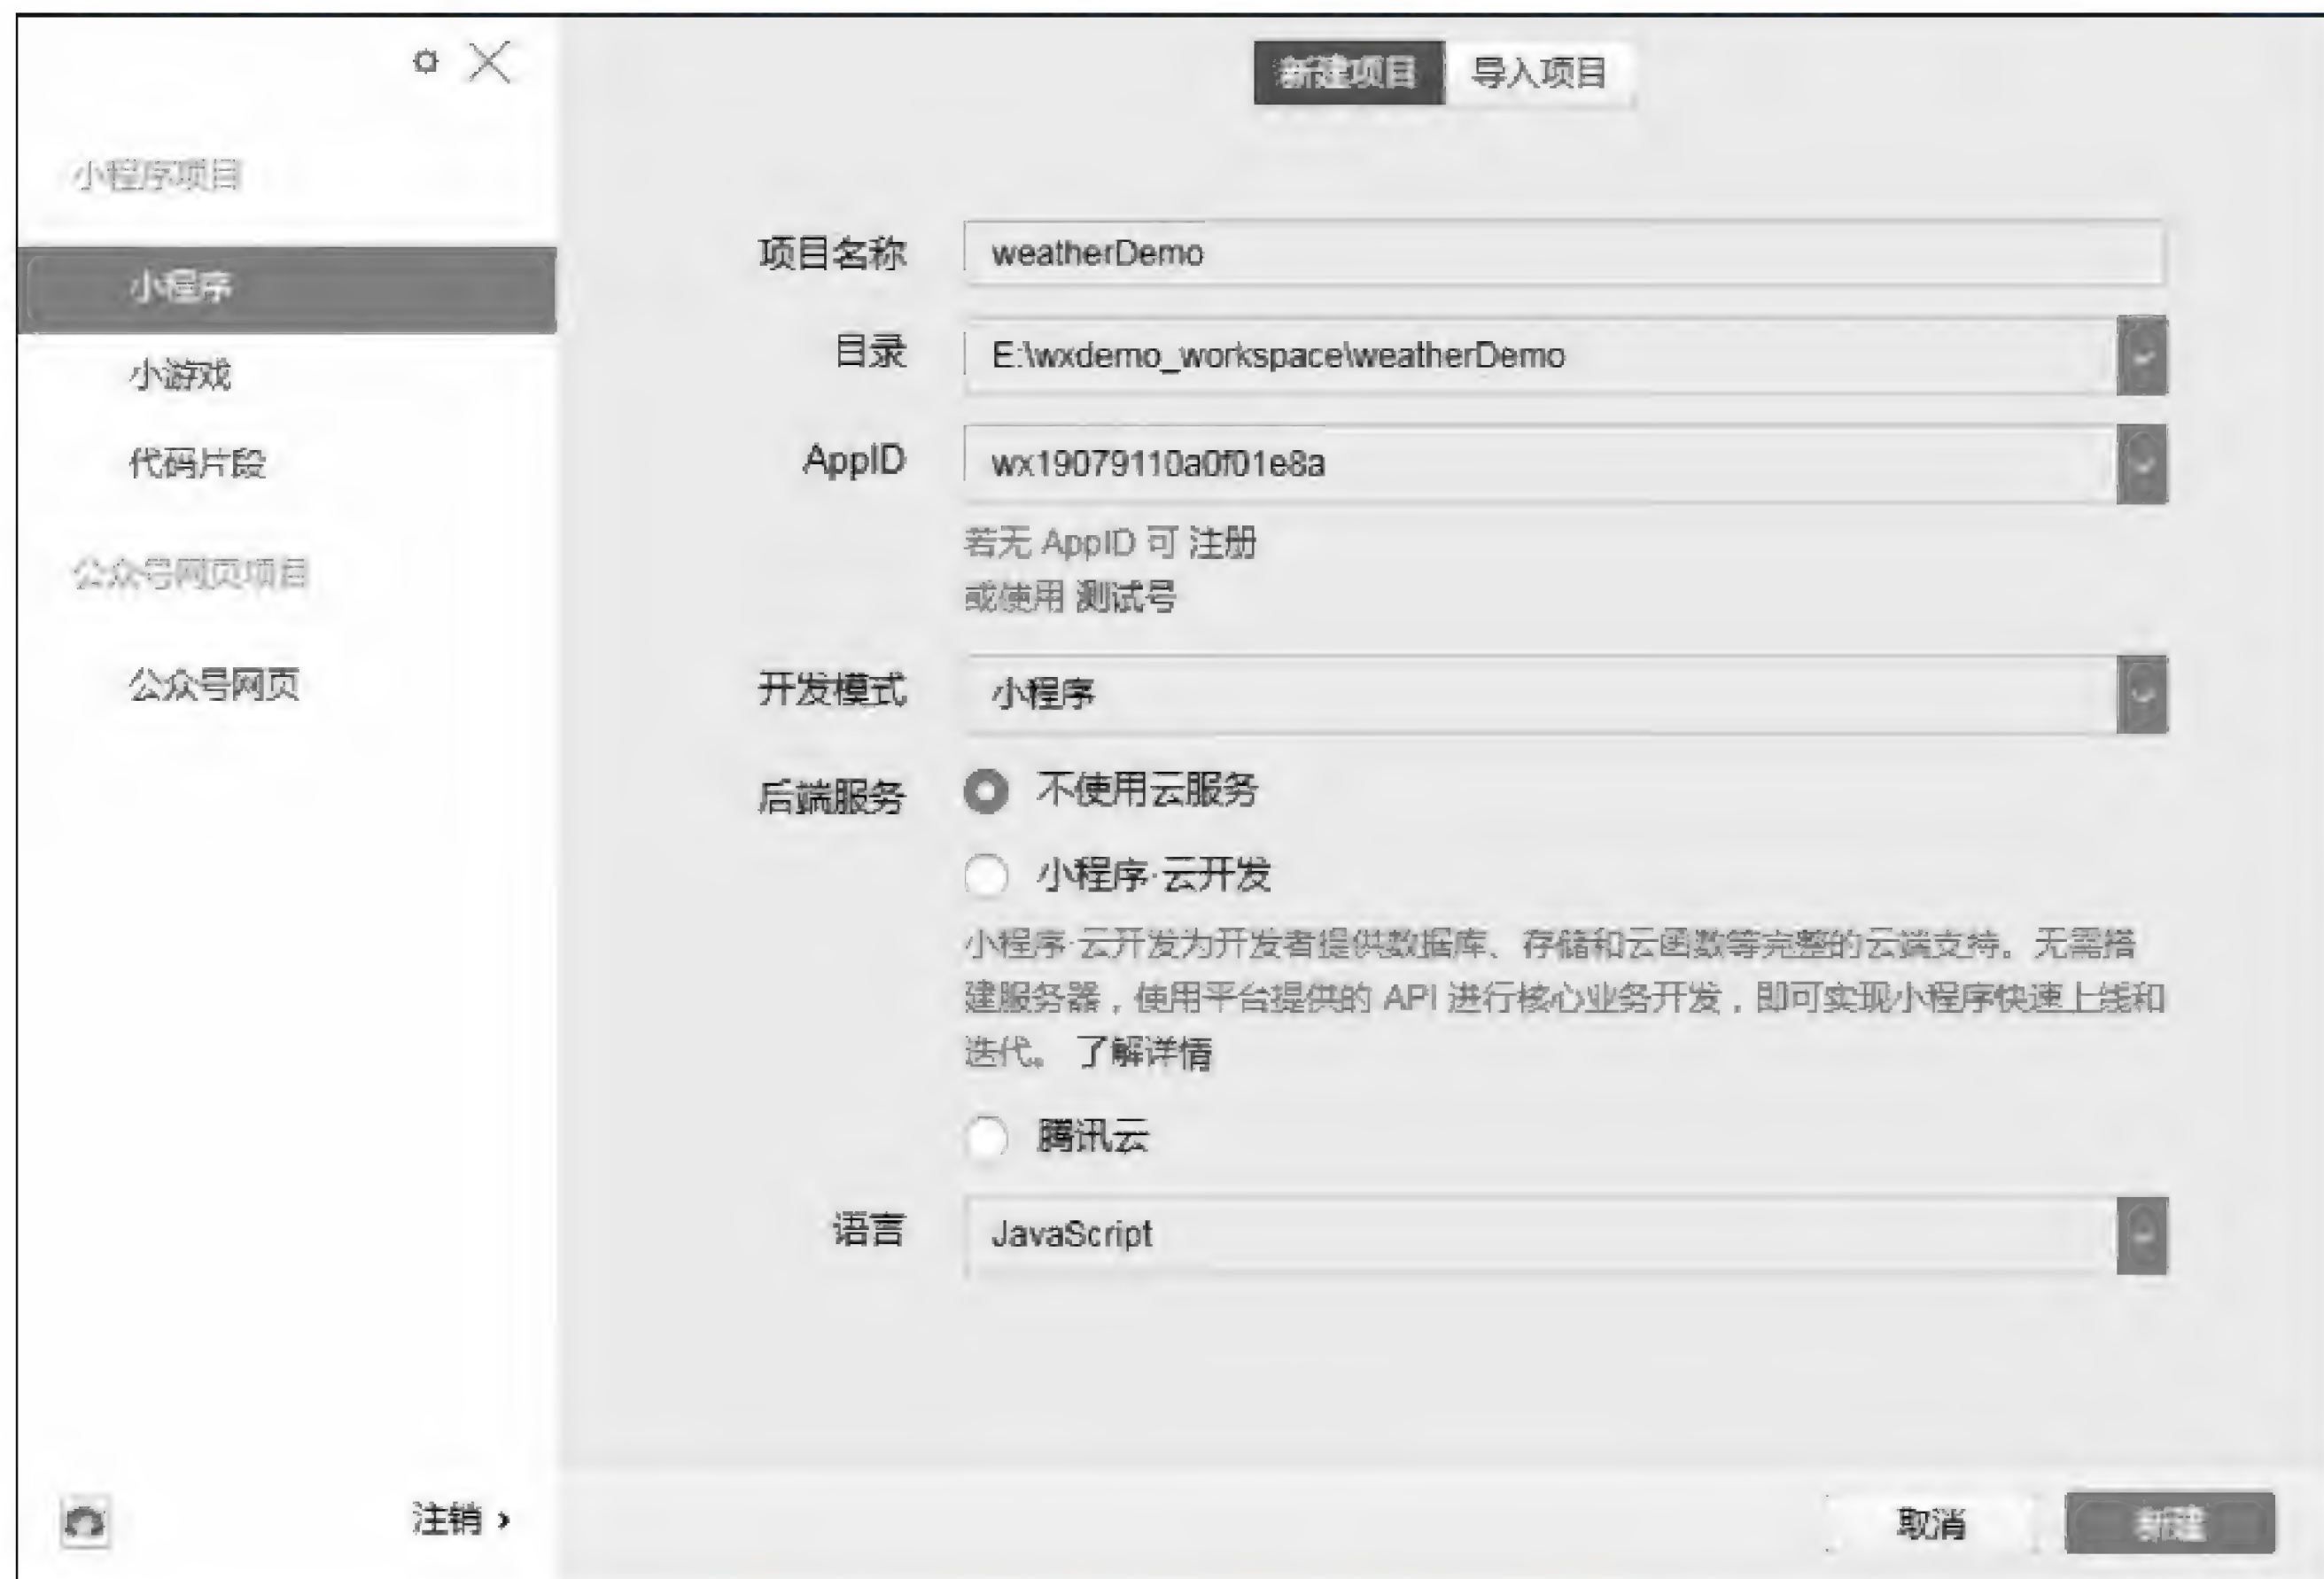 新建项目 导入项目
小程序项目
小程序
小游戏
代码片段
公众号网页项目
公众号网页
注销
项目名称 weatherDemo
目录 E:\wxdemo_workspace\weatherDemo
AppID wx19079110a0f01e8a
若无 AppID 可 注册
或使用 测试号
开发模式 小程序
后端服务 不使用云服务
小程序·云开发
小程序·云开发为开发者提供数据库、存储和云函数等完整的云端支持。无需搭
建服务器，使用平台提供的 API 进行核心业务开发，即可实现小程序快速上线和
迭代。 了解详情
腾讯云
语言 JavaScript
取消 新建